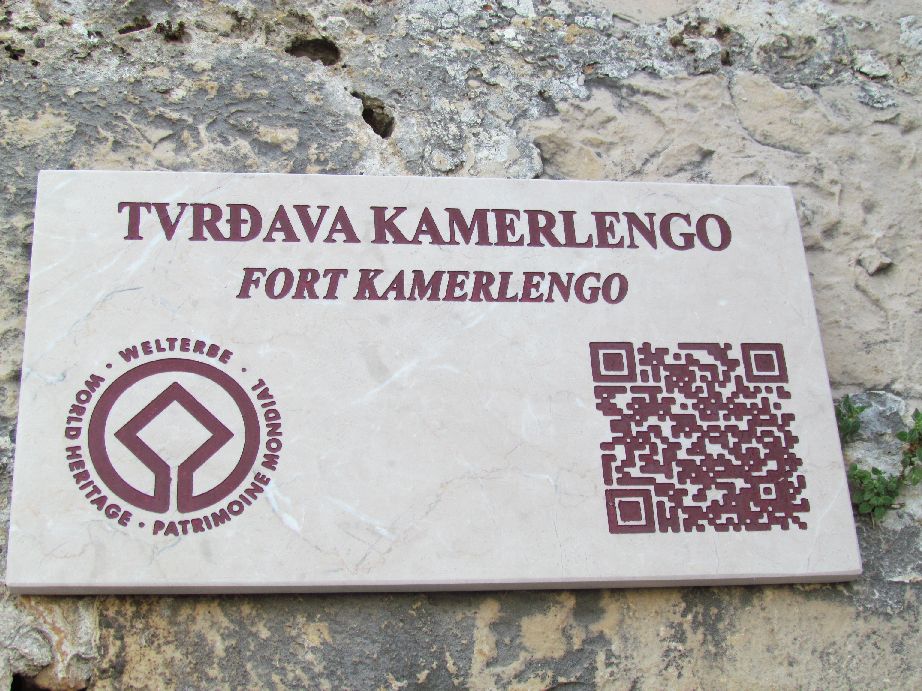 TVRĐAVA KAMERLENGO
FORT KAMERLENGO
WELTERBE · PATRIMOINE MONDIAL · WORLD HERITAGE ·